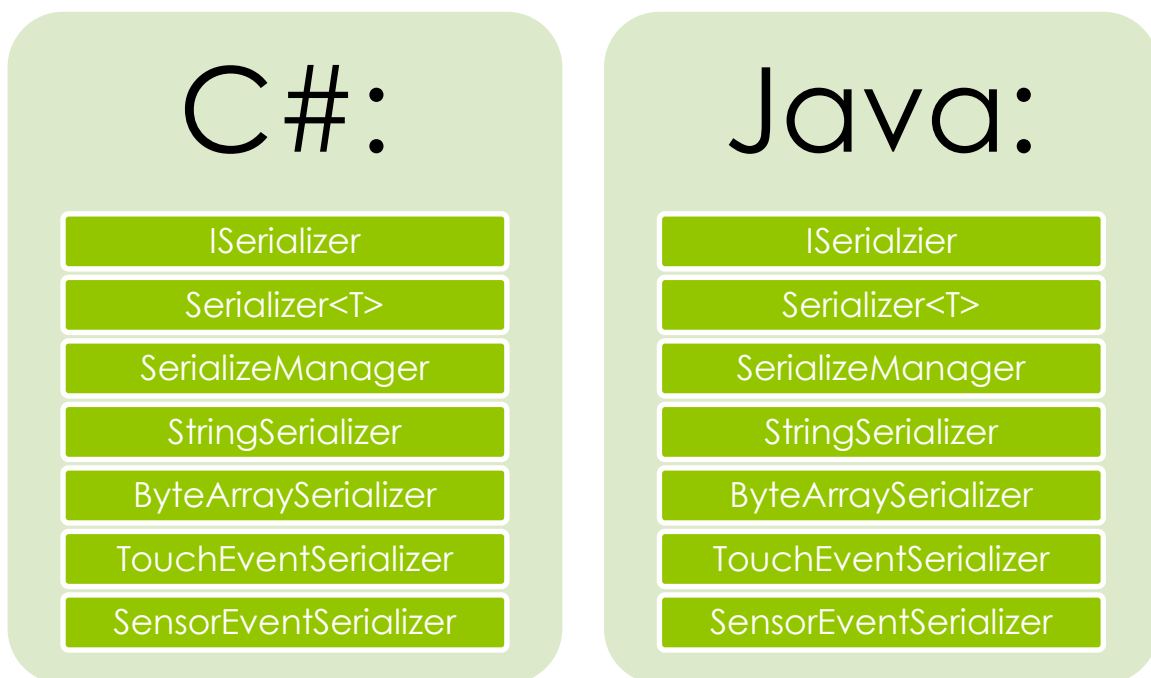 C#:
ISerializer
Serializer<T>
SerializeManager
StringSerializer
ByteArraySerializer
TouchEventSerializer
SensorEventSerializer
Java:
ISerialzier
Serializer<T>
SerializeManager
StringSerializer
ByteArraySerializer
TouchEventSerializer
SensorEventSerializer